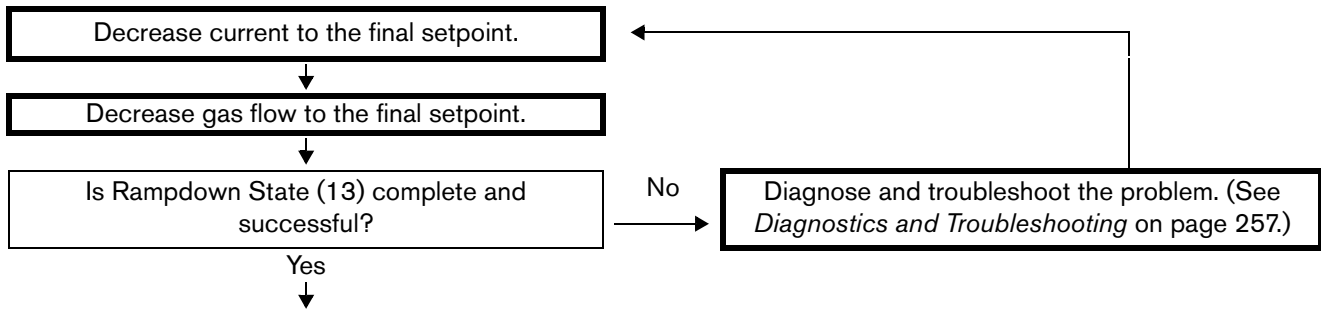 Decrease current to the final setpoint.
Decrease gas flow to the final setpoint.
Is Rampdown State (13) complete and
successful?
No
Diagnose and troubleshoot the problem. (See
Diagnostics and Troubleshooting on page 257.)
Yes